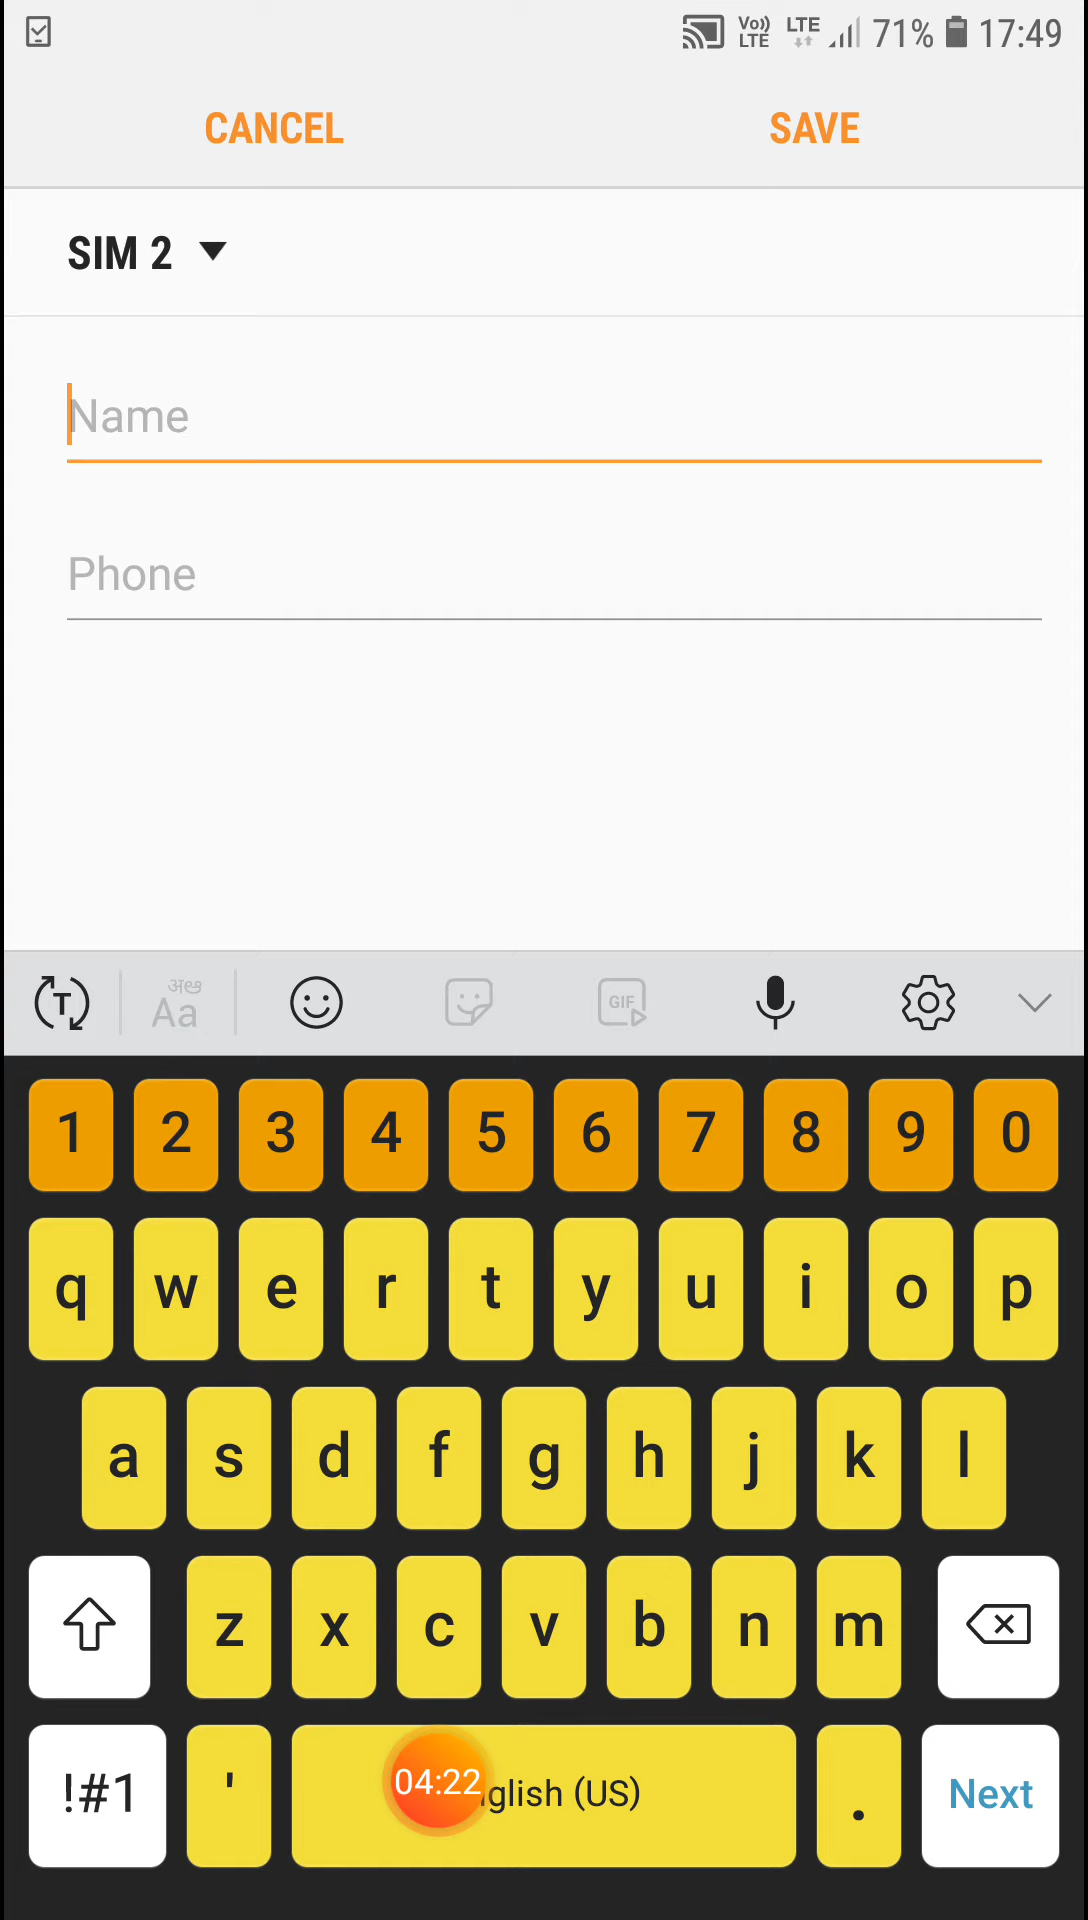 Vo)) LTE LTE 71% 17:49
CANCEL SAVE
SIM 2
Name
Phone
T अஆ Aa GIF
1 2 3 4 5 6 7 8 9 0
q w e r t y u i o p
a s d f g h j k l
z x c v b n m
!#1 ' 04:22 glish (US) . Next